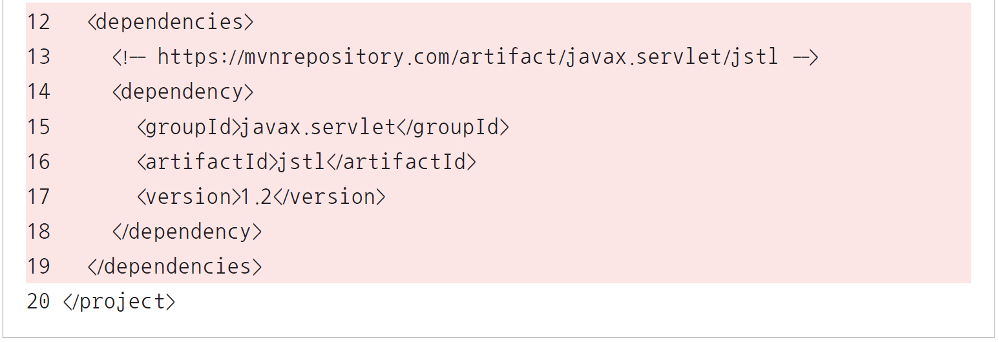 12   <dependencies>
13     <!-- https://mvnrepository.com/artifact/javax.servlet/jstl -->
14     <dependency>
15       <groupId>javax.servlet</groupId>
16       <artifactId>jstl</artifactId>
17       <version>1.2</version>
18     </dependency>
19   </dependencies>
20 </project>